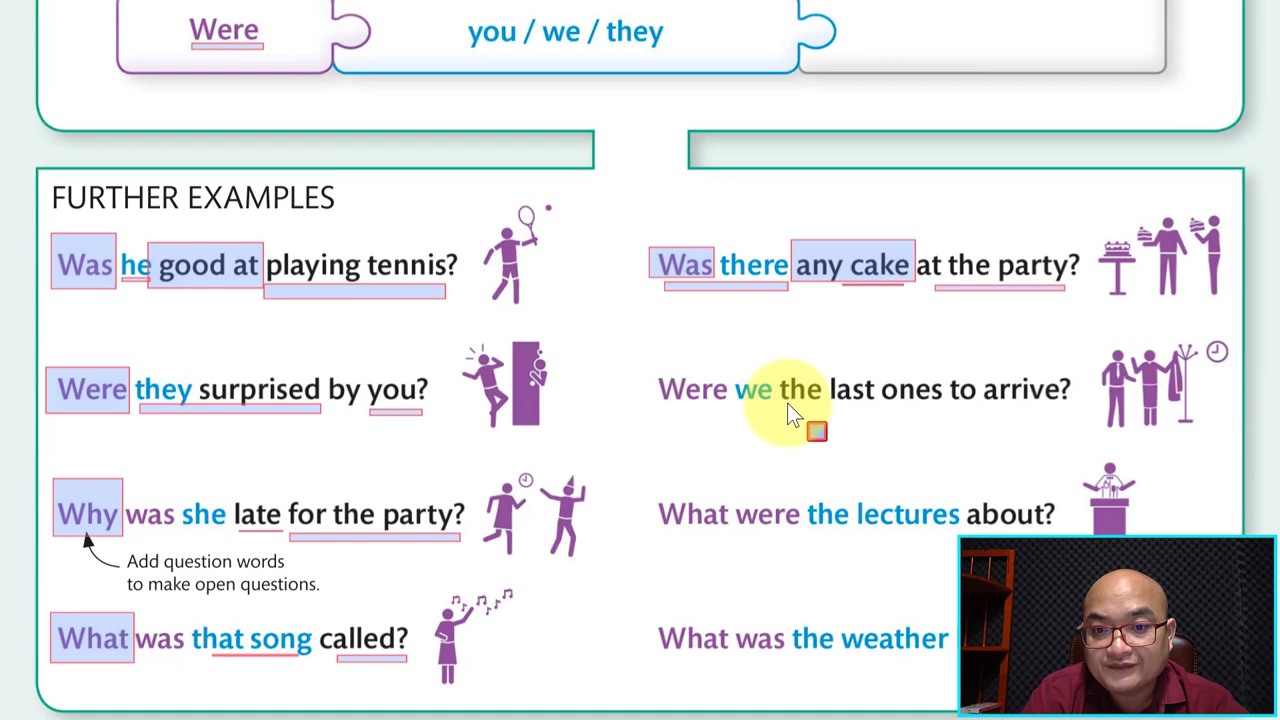 Were
you / we / they
FURTHER EXAMPLES
Was he good at playing tennis?
Were they surprised by you?
Why was she late for the party?
Add question words
to make open questions.
What was that song called?
Was there any cake at the party?
Were we the last ones to arrive?
What were the lectures about?
What was the weather